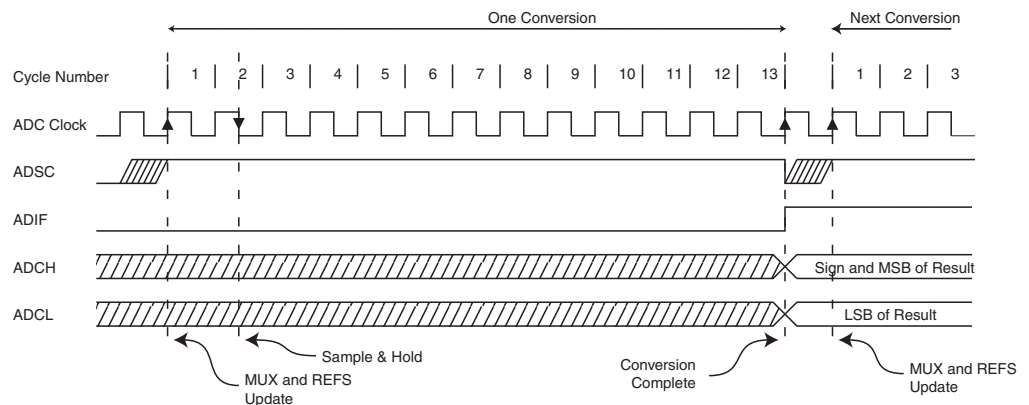 One Conversion
Next Conversion
Cycle Number
1 2 3 4 5 6 7 8 9 10 11 12 13 1 2 3
ADC Clock
ADSC
ADIF
ADCH
Sign and MSB of Result
ADCL
LSB of Result
Sample & Hold
MUX and REFS
Update
Conversion
Complete
MUX and REFS
Update